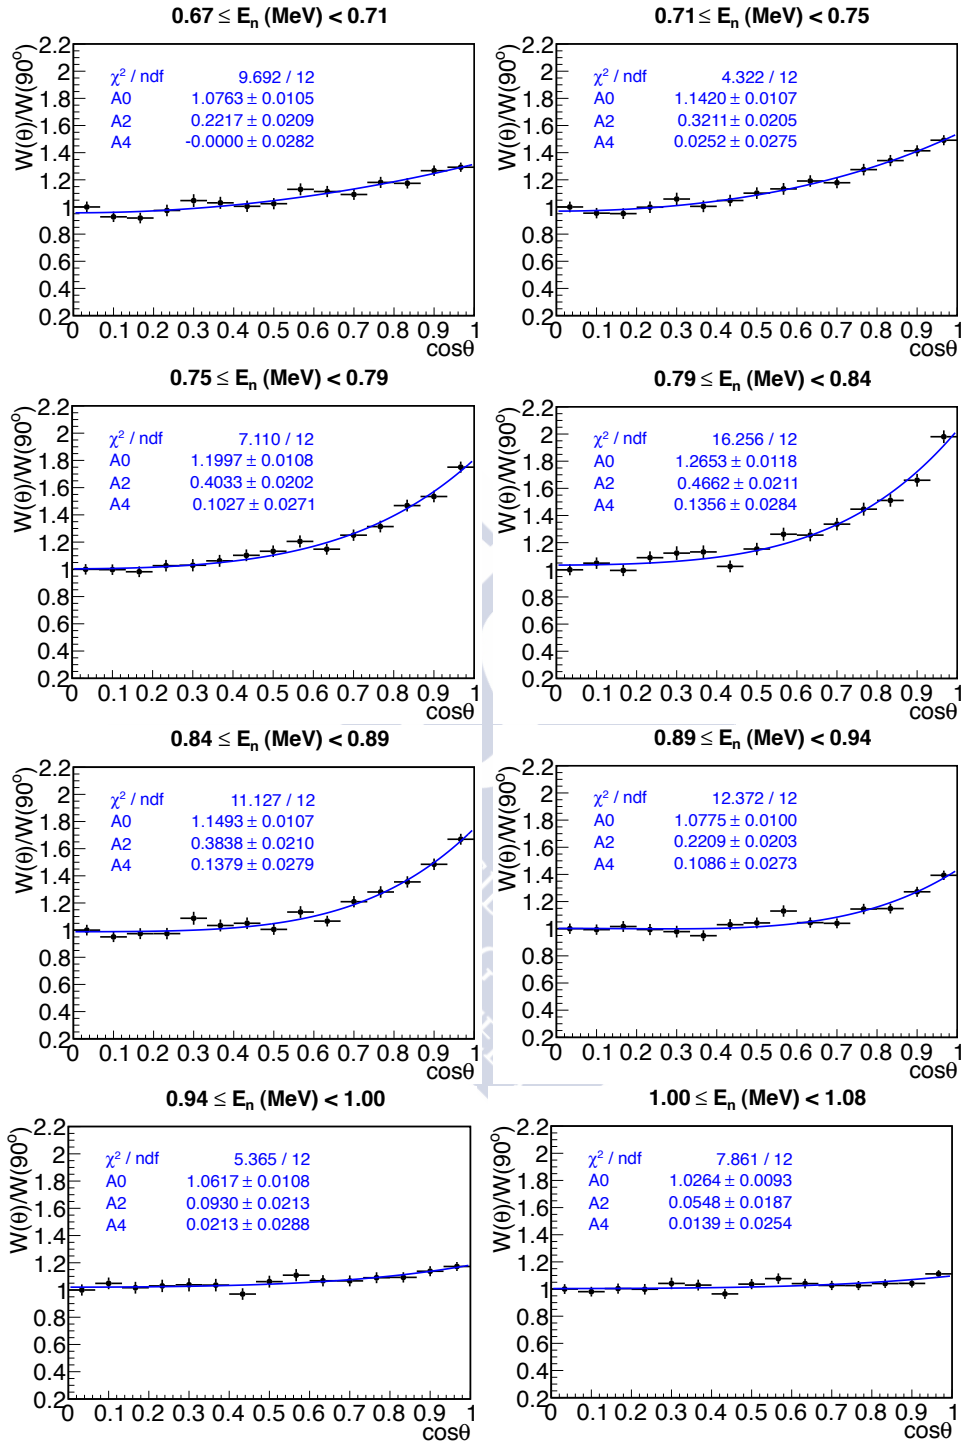 0.67 ≤ E_n (MeV) < 0.71
W(θ)/W(90°)
2.2
2
1.8
1.6
1.4
1.2
1
0.8
0.6
0.4
0.2
χ² / ndf 9.692 / 12
A0 1.0763 ± 0.0105
A2 0.2217 ± 0.0209
A4 -0.0000 ± 0.0282
0 0.1 0.2 0.3 0.4 0.5 0.6 0.7 0.8 0.9 1
cosθ
0.71 ≤ E_n (MeV) < 0.75
W(θ)/W(90°)
2.2
2
1.8
1.6
1.4
1.2
1
0.8
0.6
0.4
0.2
χ² / ndf 4.322 / 12
A0 1.1420 ± 0.0107
A2 0.3211 ± 0.0205
A4 0.0252 ± 0.0275
0 0.1 0.2 0.3 0.4 0.5 0.6 0.7 0.8 0.9 1
cosθ
0.75 ≤ E_n (MeV) < 0.79
W(θ)/W(90°)
2.2
2
1.8
1.6
1.4
1.2
1
0.8
0.6
0.4
0.2
χ² / ndf 7.110 / 12
A0 1.1997 ± 0.0108
A2 0.4033 ± 0.0202
A4 0.1027 ± 0.0271
0 0.1 0.2 0.3 0.4 0.5 0.6 0.7 0.8 0.9 1
cosθ
0.79 ≤ E_n (MeV) < 0.84
W(θ)/W(90°)
2.2
2
1.8
1.6
1.4
1.2
1
0.8
0.6
0.4
0.2
χ² / ndf 16.256 / 12
A0 1.2653 ± 0.0118
A2 0.4662 ± 0.0211
A4 0.1356 ± 0.0284
0 0.1 0.2 0.3 0.4 0.5 0.6 0.7 0.8 0.9 1
cosθ
0.84 ≤ E_n (MeV) < 0.89
W(θ)/W(90°)
2.2
2
1.8
1.6
1.4
1.2
1
0.8
0.6
0.4
0.2
χ² / ndf 11.127 / 12
A0 1.1493 ± 0.0107
A2 0.3838 ± 0.0210
A4 0.1379 ± 0.0279
0 0.1 0.2 0.3 0.4 0.5 0.6 0.7 0.8 0.9 1
cosθ
0.89 ≤ E_n (MeV) < 0.94
W(θ)/W(90°)
2.2
2
1.8
1.6
1.4
1.2
1
0.8
0.6
0.4
0.2
χ² / ndf 12.372 / 12
A0 1.0775 ± 0.0100
A2 0.2209 ± 0.0203
A4 0.1086 ± 0.0273
0 0.1 0.2 0.3 0.4 0.5 0.6 0.7 0.8 0.9 1
cosθ
0.94 ≤ E_n (MeV) < 1.00
W(θ)/W(90°)
2.2
2
1.8
1.6
1.4
1.2
1
0.8
0.6
0.4
0.2
χ² / ndf 5.365 / 12
A0 1.0617 ± 0.0108
A2 0.0930 ± 0.0213
A4 0.0213 ± 0.0288
0 0.1 0.2 0.3 0.4 0.5 0.6 0.7 0.8 0.9 1
cosθ
1.00 ≤ E_n (MeV) < 1.08
W(θ)/W(90°)
2.2
2
1.8
1.6
1.4
1.2
1
0.8
0.6
0.4
0.2
χ² / ndf 7.861 / 12
A0 1.0264 ± 0.0093
A2 0.0548 ± 0.0187
A4 0.0139 ± 0.0254
0 0.1 0.2 0.3 0.4 0.5 0.6 0.7 0.8 0.9 1
cosθ